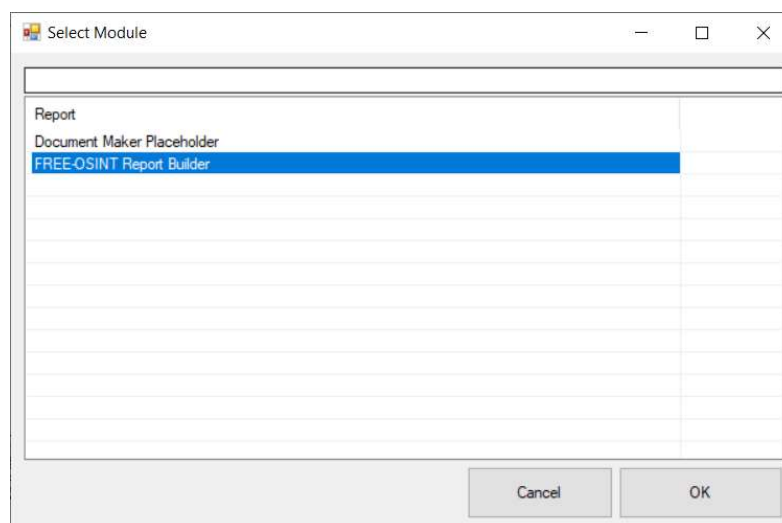 Select Module
Report
Document Maker Placeholder
FREE-OSINT Report Builder
Cancel
OK